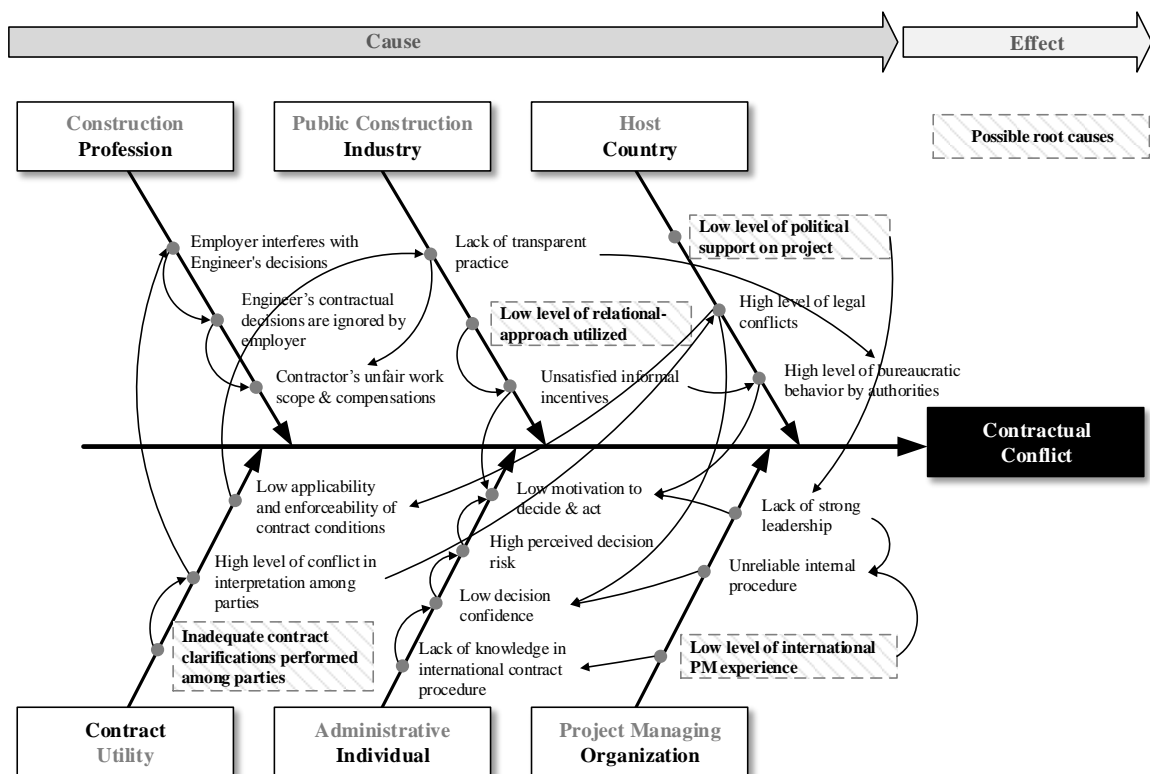 Cause
Effect
Construction
Profession
Public Construction
Industry
Host
Country
Possible root causes
Employer interferes with
Engineer's decisions
Lack of transparent
practice
Low level of political
support on project
Engineer’s contractual
decisions are ignored by
employer
Low level of relational-
approach utilized
High level of legal
conflicts
Contractor’s unfair work
scope & compensations
Unsatisfied informal
incentives
High level of bureaucratic
behavior by authorities
Contractual
Conflict
Low applicability
and enforceability of
contract conditions
Low motivation to
decide & act
Lack of strong
leadership
High level of conflict in
interpretation among
parties
High perceived decision
risk
Unreliable internal
procedure
Low decision
confidence
Inadequate contract
clarifications performed
among parties
Lack of knowledge in
international contract
procedure
Low level of international
PM experience
Contract
Utility
Administrative
Individual
Project Managing
Organization